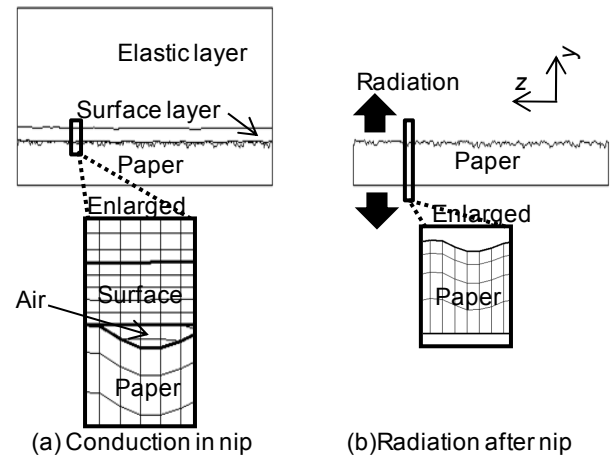 Elastic layer
Surface layer
Paper
Enlarged
Surface
Air
Paper
(a) Conduction in nip
y
z
Radiation
Paper
Enlarged
Paper
(b)Radiation after nip